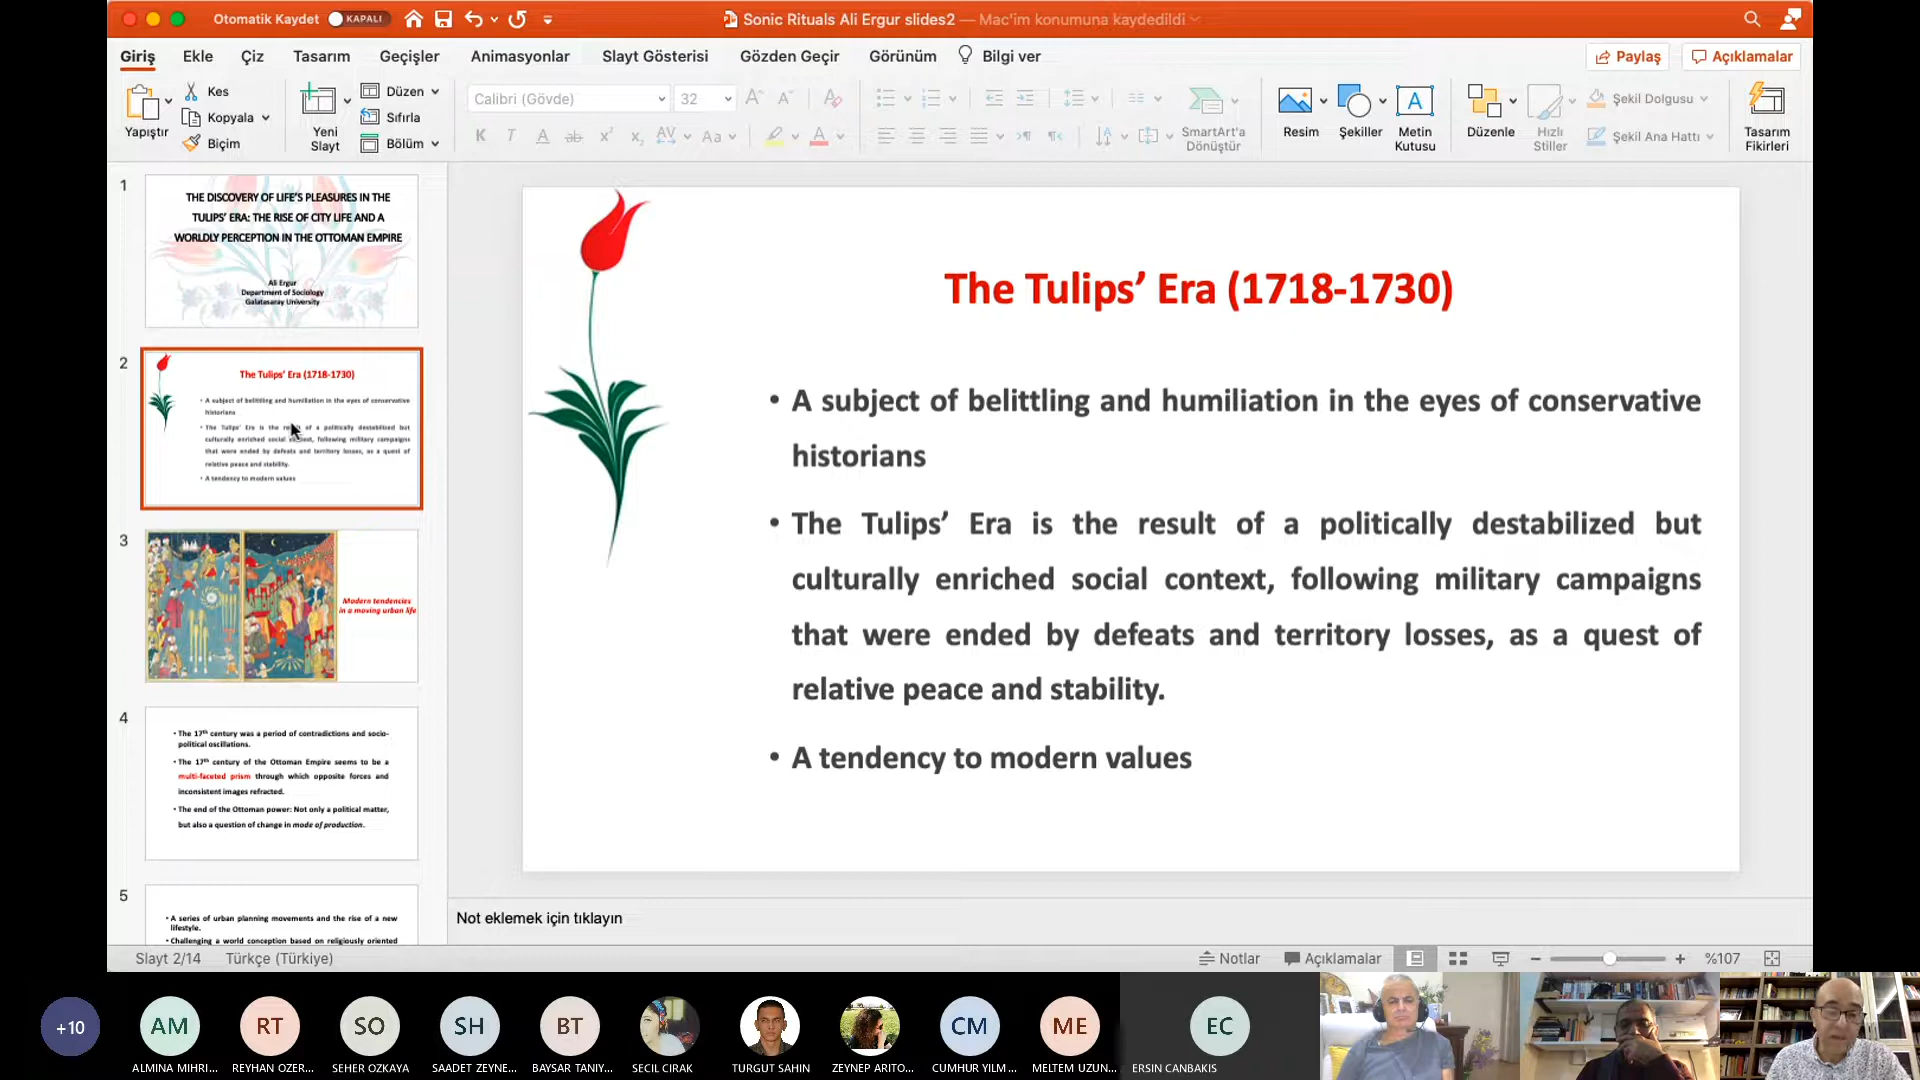 Otomatik Kaydet KAPALI
Sonic Rituals Ali Ergur slides2 — Mac'im konumuna kaydedildi
Giriş Ekle Çiz Tasarım Geçişler Animasyonlar Slayt Gösterisi Gözden Geçir Görünüm Bilgi ver Paylaş Açıklamalar
Yapıştır
Kes
Kopyala
Biçim
Yeni
Slayt
Düzen
Sıfırla
Bölüm
Calibri (Gövde) 32
SmartArt'a
Dönüştür
Resim
Şekiller
Metin
Kutusu
Düzenle
Hızlı
Stiller
Şekil Dolgusu
Şekil Ana Hattı
Tasarım
Fikirleri
1
THE DISCOVERY OF LIFE'S PLEASURES IN THE
TULIPS' ERA: THE RISE OF CITY LIFE AND A
WORLDLY PERCEPTION IN THE OTTOMAN EMPIRE
Ali Ergur
Department of Sociology
Galatasaray University
2
The Tulips' Era (1718-1730)
• A subject of belittling and humiliation in the eyes of conservative
historians
• The Tulips' Era is the result of a politically destabilized but
culturally enriched social context, following military campaigns
that were ended by defeats and territory losses, as a quest of
relative peace and stability.
• A tendency to modern values
3
Modern tendencies
in a moving urban life
4
• The 17th century was a period of contradictions and socio-
political oscillations.
• The 17th century of the Ottoman Empire seems to be a
multi-faceted prism through which opposite forces and
inconsistent images refracted.
• The end of the Ottoman power: Not only a political matter,
but also a question of change in mode of production.
5
• A series of urban planning movements and the rise of a new
lifestyle.
• Challenging a world conception based on religiously oriented
The Tulips' Era (1718-1730)
• A subject of belittling and humiliation in the eyes of conservative
historians
• The Tulips' Era is the result of a politically destabilized but
culturally enriched social context, following military campaigns
that were ended by defeats and territory losses, as a quest of
relative peace and stability.
• A tendency to modern values
Not eklemek için tıklayın
Slayt 2/14 Türkçe (Türkiye) Notlar Açıklamalar %107
+10 AM RT SO SH BT CM ME EC
ALMINA MIHRI... REYHAN OZER... SEHER OZKAYA SAADET ZEYNE... BAYSAR TANIY... SECIL CIRAK TURGUT SAHIN ZEYNEP ARITO... CUMHUR YILM... MELTEM UZUN... ERSIN CANBAKIS